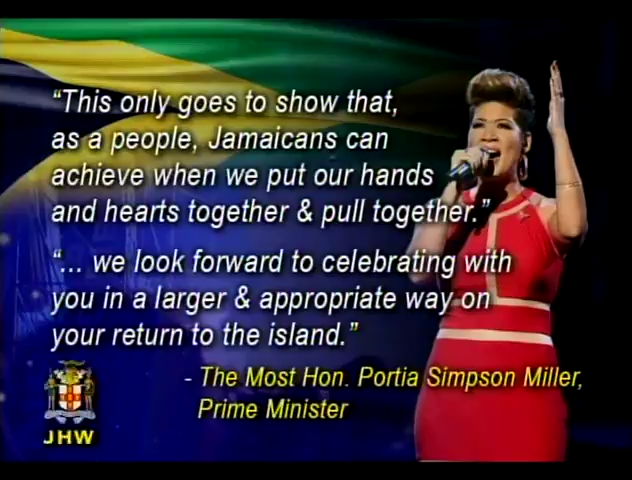 “This only goes to show that,
as a people, Jamaicans can
achieve when we put our hands
and hearts together & pull together.”
“... we look forward to celebrating with
you in a larger & appropriate way on
your return to the island.”
- The Most Hon. Portia Simpson Miller,
Prime Minister
JHW